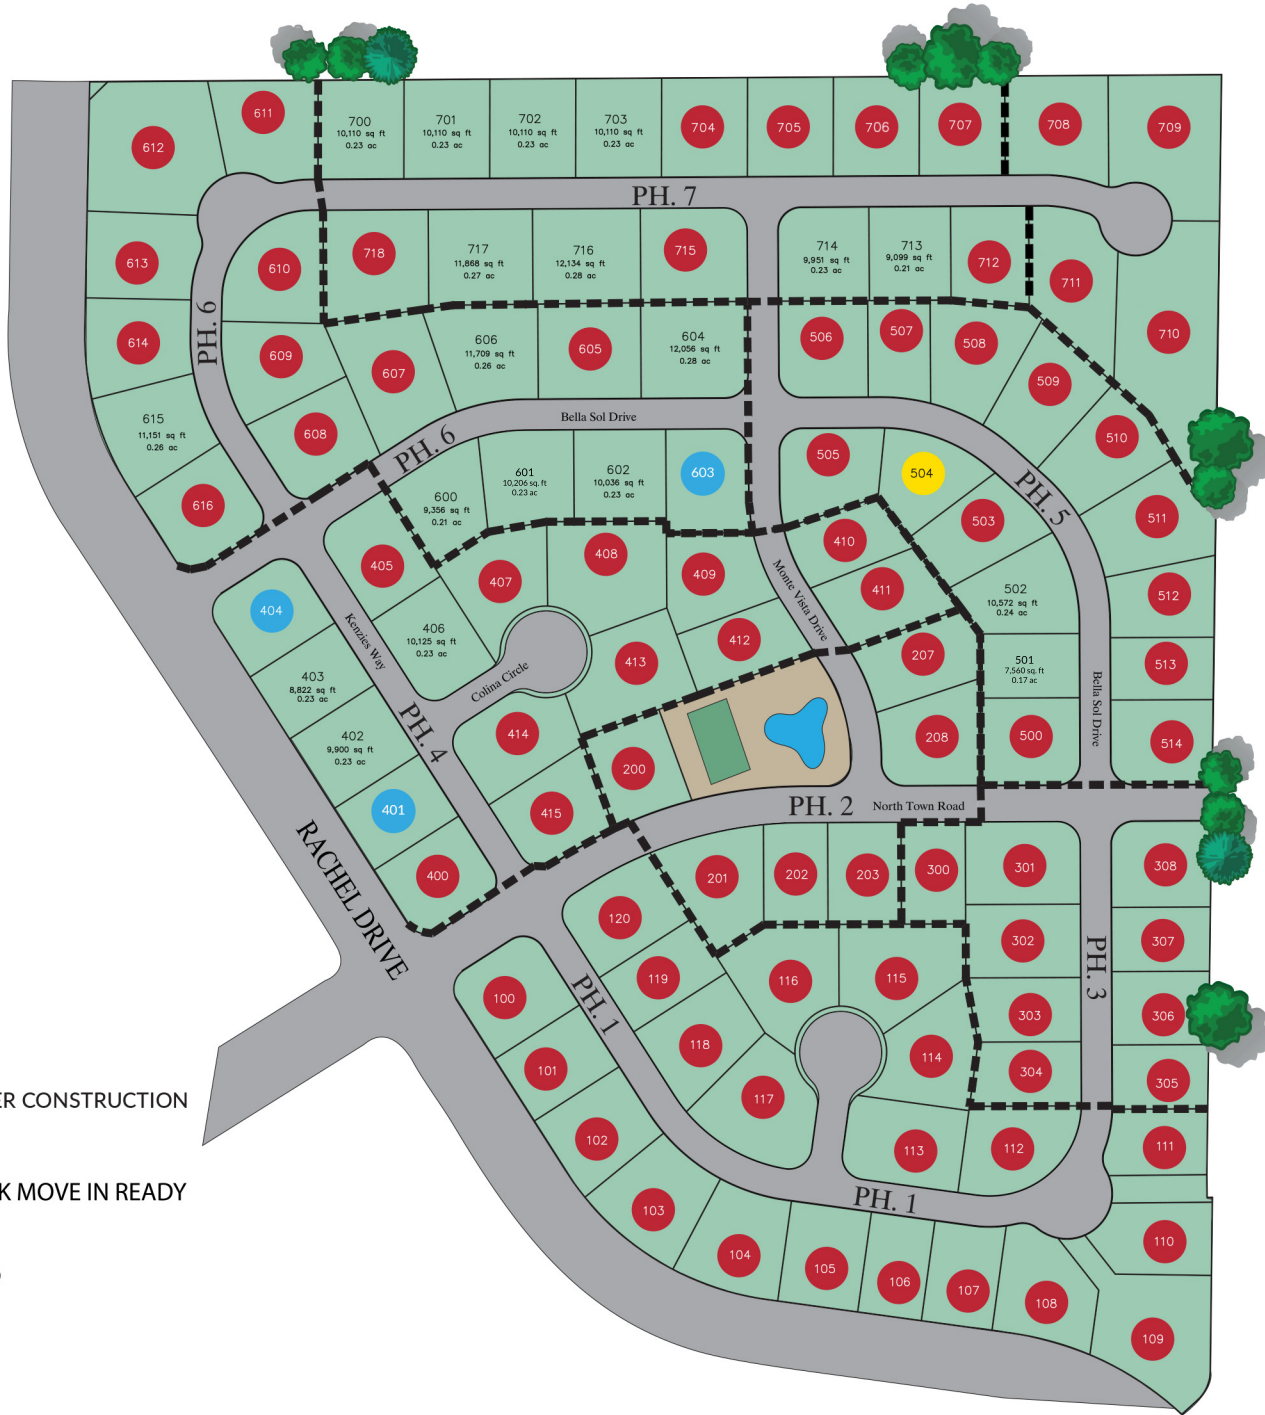 611
612
700
10,110 sq ft
0.23 ac
701
10,110 sq ft
0.23 ac
702
10,110 sq ft
0.23 ac
703
10,110 sq ft
0.23 ac
704
705
706
707
708
709
PH. 7
613
610
718
717
11,868 sq ft
0.27 ac
716
12,134 sq ft
0.28 ac
715
714
9,951 sq ft
0.23 ac
713
9,099 sq ft
0.21 ac
712
711
710
614
PH. 6
609
607
606
11,709 sq ft
0.26 ac
605
604
12,056 sq ft
0.28 ac
506
507
508
509
510
615
11,151 sq ft
0.26 ac
608
PH. 6
Bella Sol Drive
616
600
9,356 sq ft
0.21 ac
601
10,206 sq. ft
0.23 ac
602
10,036 sq ft
0.23 ac
603
505
504
503
PH. 5
511
405
407
408
409
410
411
Monte Vista Drive
502
10,572 sq ft
0.24 ac
512
404
Kenzies Way
406
10,125 sq ft
0.23 ac
Colina Circle
413
412
207
501
7,560 sq. ft
0.17 ac
513
403
8,822 sq ft
0.23 ac
402
9,900 sq ft
0.23 ac
PH. 4
414
200
208
500
Bella Sol Drive
514
401
415
PH. 2
North Town Road
400
RACHEL DRIVE
201
202
203
300
301
308
120
119
302
307
100
PH. 1
116
115
PH. 3
118
303
306
101
117
114
304
305
ER CONSTRUCTION
102
113
112
111
K MOVE IN READY
103
PH. 1
104
105
106
107
108
110
109